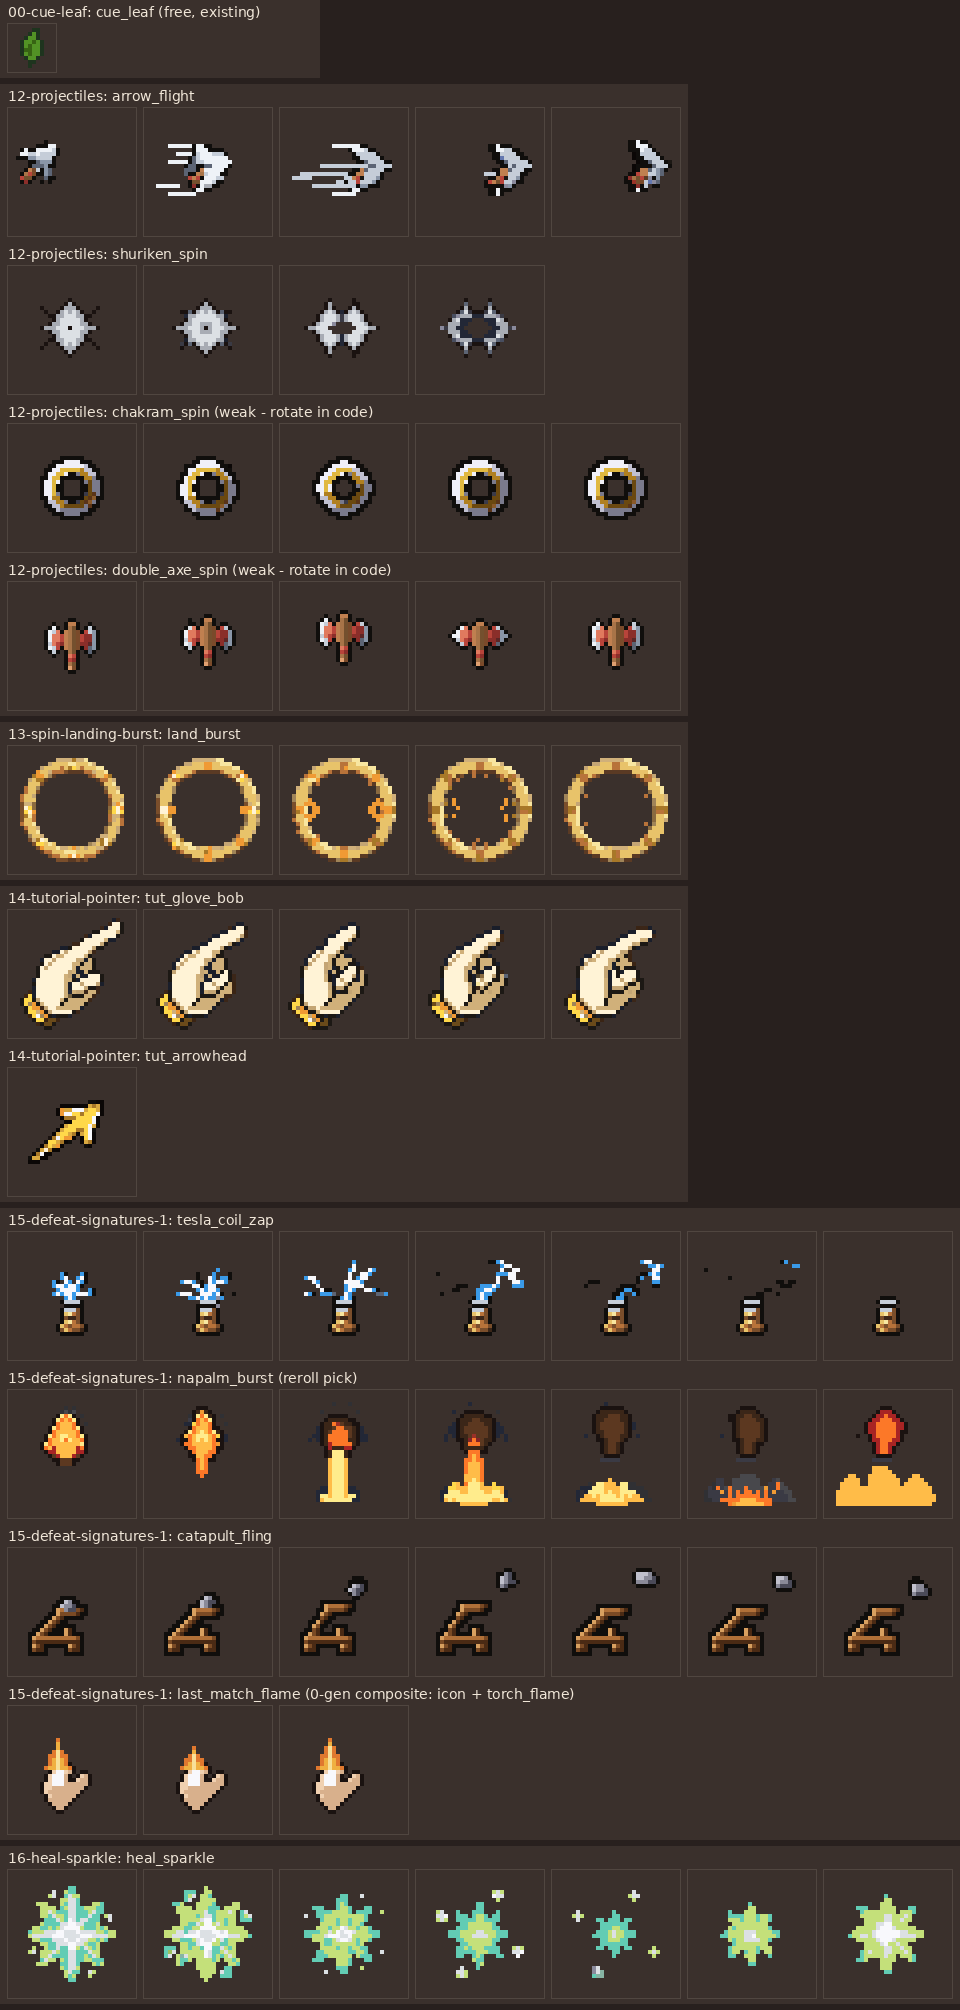 00-cue-leaf: cue_leaf (free, existing)
12-projectiles: arrow_flight
12-projectiles: shuriken_spin
12-projectiles: chakram_spin (weak - rotate in code)
12-projectiles: double_axe_spin (weak - rotate in code)
13-spin-landing-burst: land_burst
14-tutorial-pointer: tut_glove_bob
14-tutorial-pointer: tut_arrowhead
15-defeat-signatures-1: tesla_coil_zap
15-defeat-signatures-1: napalm_burst (reroll pick)
15-defeat-signatures-1: catapult_fling
15-defeat-signatures-1: last_match_flame (0-gen composite: icon + torch_flame)
16-heal-sparkle: heal_sparkle